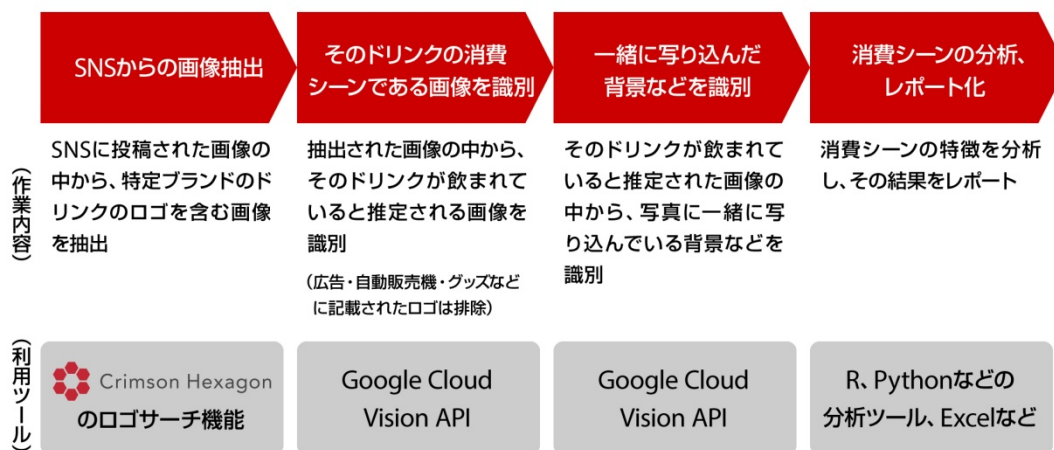 SNSからの画像抽出
そのドリンクの消費
シーンである画像を識別
一緒に写り込んだ
背景などを識別
消費シーンの分析、
レポート化
(作業内容)
SNSに投稿された画像の
中から、特定ブランドのド
リンクのロゴを含む画像
を抽出
抽出された画像の中から、
そのドリンクが飲まれて
いると推定される画像を
識別
(広告・自動販売機・グッズなど
に記載されたロゴは排除)
そのドリンクが飲まれて
いると推定された画像の
中から、写真に一緒に写
り込んでいる背景などを
識別
消費シーンの特徴を分析
し、その結果をレポート
(利用ツール)
Crimson Hexagon
のロゴサーチ機能
Google Cloud
Vision API
Google Cloud
Vision API
R、Pythonなどの
分析ツール、Excelなど